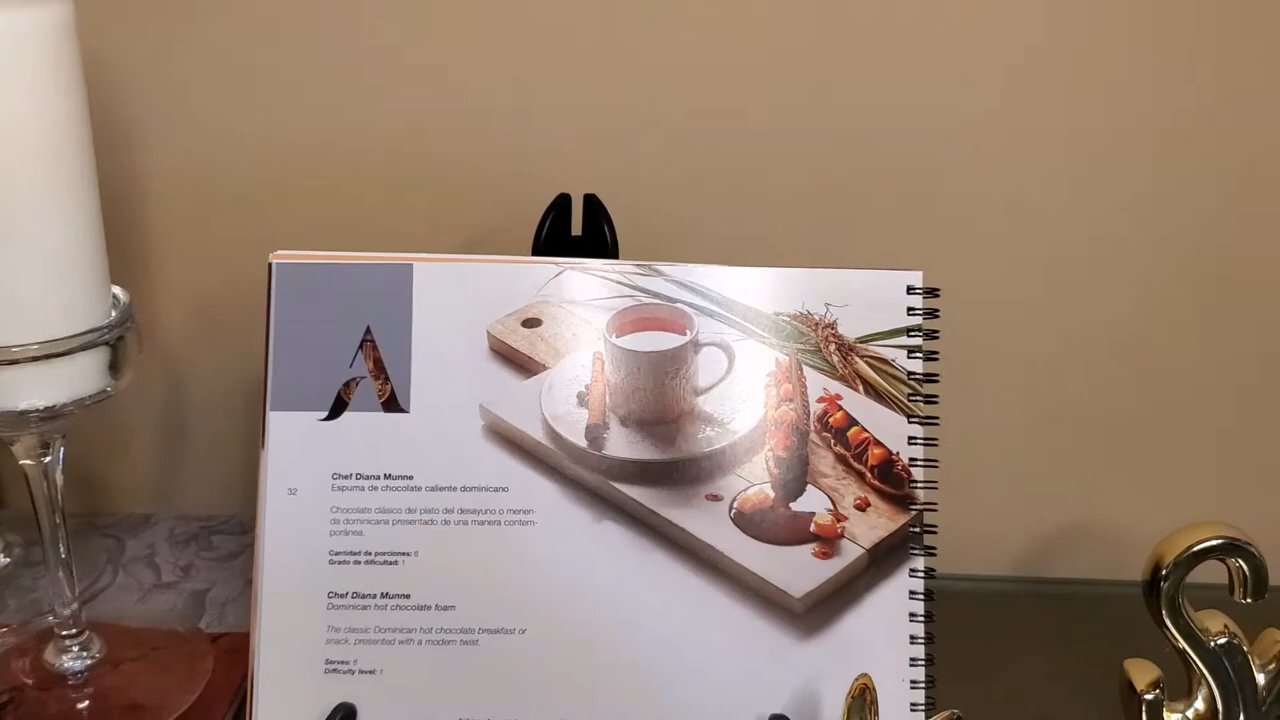 A
Chef Diana Munne
Espuma de chocolate caliente dominicano
32
Chocolate clásico del plato del desayuno o merien-
da dominicana presentado de una manera contem-
poránea.
Cantidad de porciones: 6
Grado de dificultad: 1
Chef Diana Munne
Dominican hot chocolate foam
The classic Dominican hot chocolate breakfast or
snack, presented with a modern twist.
Serves: 6
Difficulty level: 1